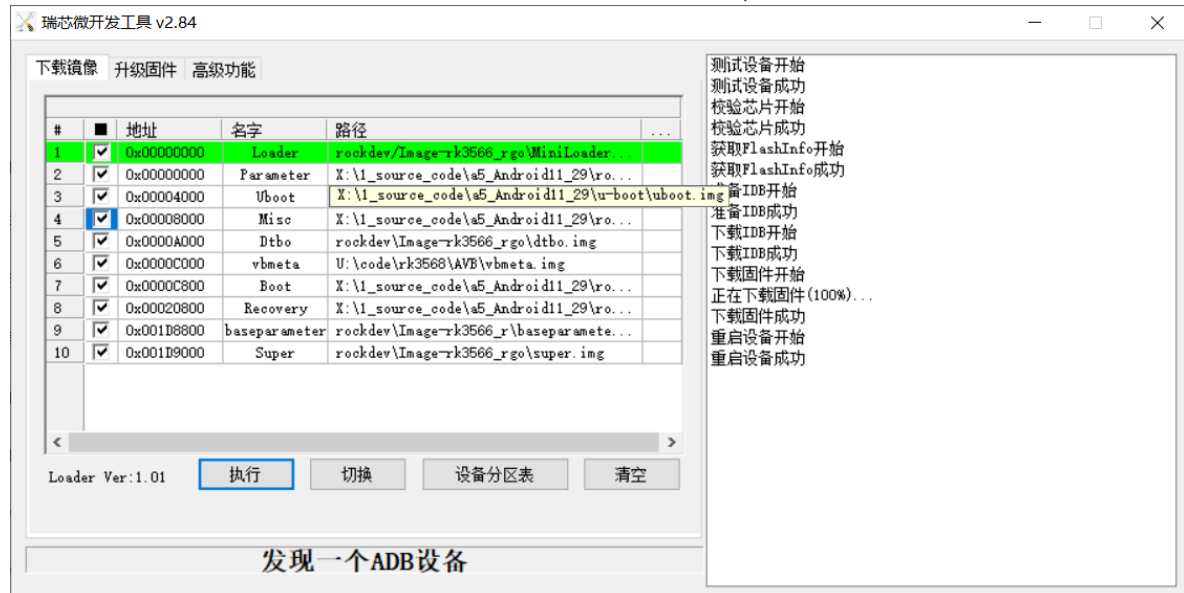 瑞芯微开发工具 v2.84
下载镜像 升级固件 高级功能
# 地址 名字 路径 ...
1 0x00000000 Loader rockdev/Image-rk3566_rgo\MiniLoader...
2 0x00000000 Parameter X:\1_source_code\a5_Android11_29\ro...
3 0x00004000 Uboot X:\1_source_code\a5_Android11_29\u-boot\uboot.img
4 0x00008000 Misc X:\1_source_code\a5_Android11_29\ro...
5 0x0000A000 Dtbo rockdev\Image-rk3566_rgo\dtbo.img
6 0x0000C000 vbmeta U:\code\rk3568\AVB\vbmeta.img
7 0x0000C800 Boot X:\1_source_code\a5_Android11_29\ro...
8 0x00020800 Recovery X:\1_source_code\a5_Android11_29\ro...
9 0x001D8800 baseparameter rockdev\Image-rk3566_r\baseparamete...
10 0x001D9000 Super rockdev\Image-rk3566_rgo\super.img
Loader Ver:1.01 执行 切换 设备分区表 清空
发现一个ADB设备
测试设备开始
测试设备成功
校验芯片开始
校验芯片成功
获取FlashInfo开始
获取FlashInfo成功
备IDB开始
准备IDB成功
下载IDB开始
下载IDB成功
下载固件开始
正在下载固件(100%)...
下载固件成功
重启设备开始
重启设备成功